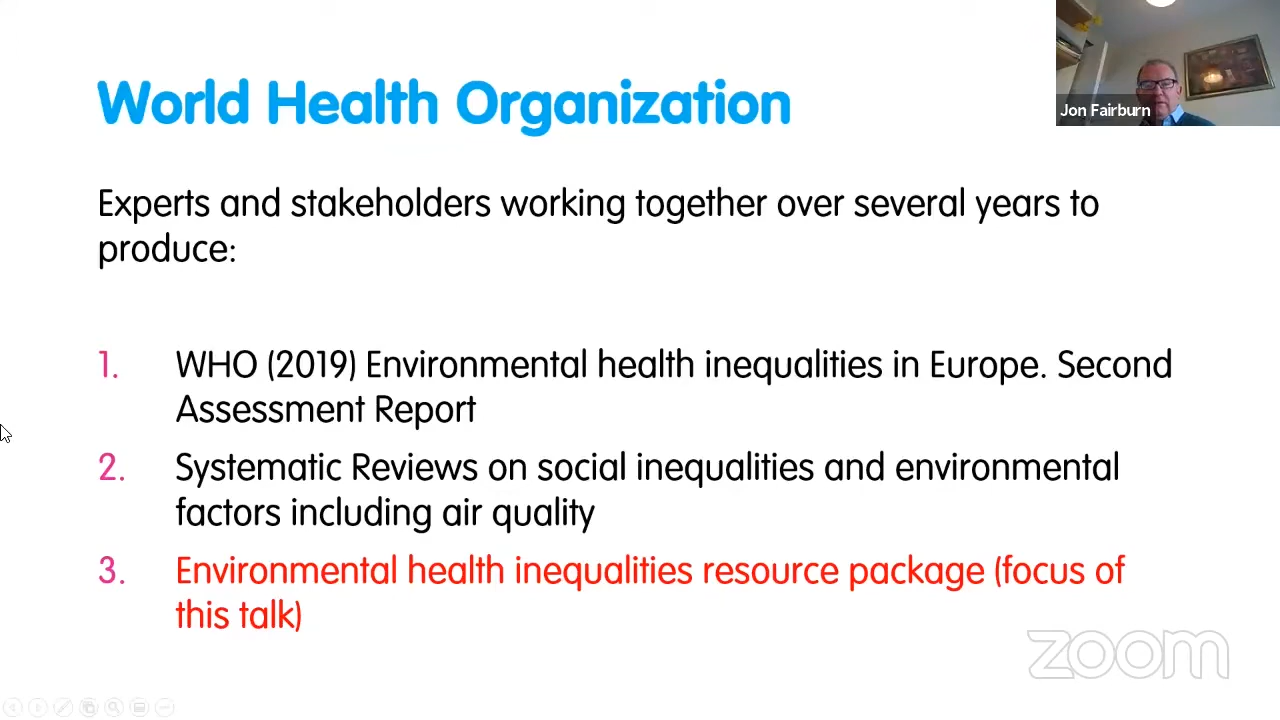 World Health Organization
Jon Fairburn
Experts and stakeholders working together over several years to
produce:
1. WHO (2019) Environmental health inequalities in Europe. Second
Assessment Report
2. Systematic Reviews on social inequalities and environmental
factors including air quality
3. Environmental health inequalities resource package (focus of
this talk)
zoom